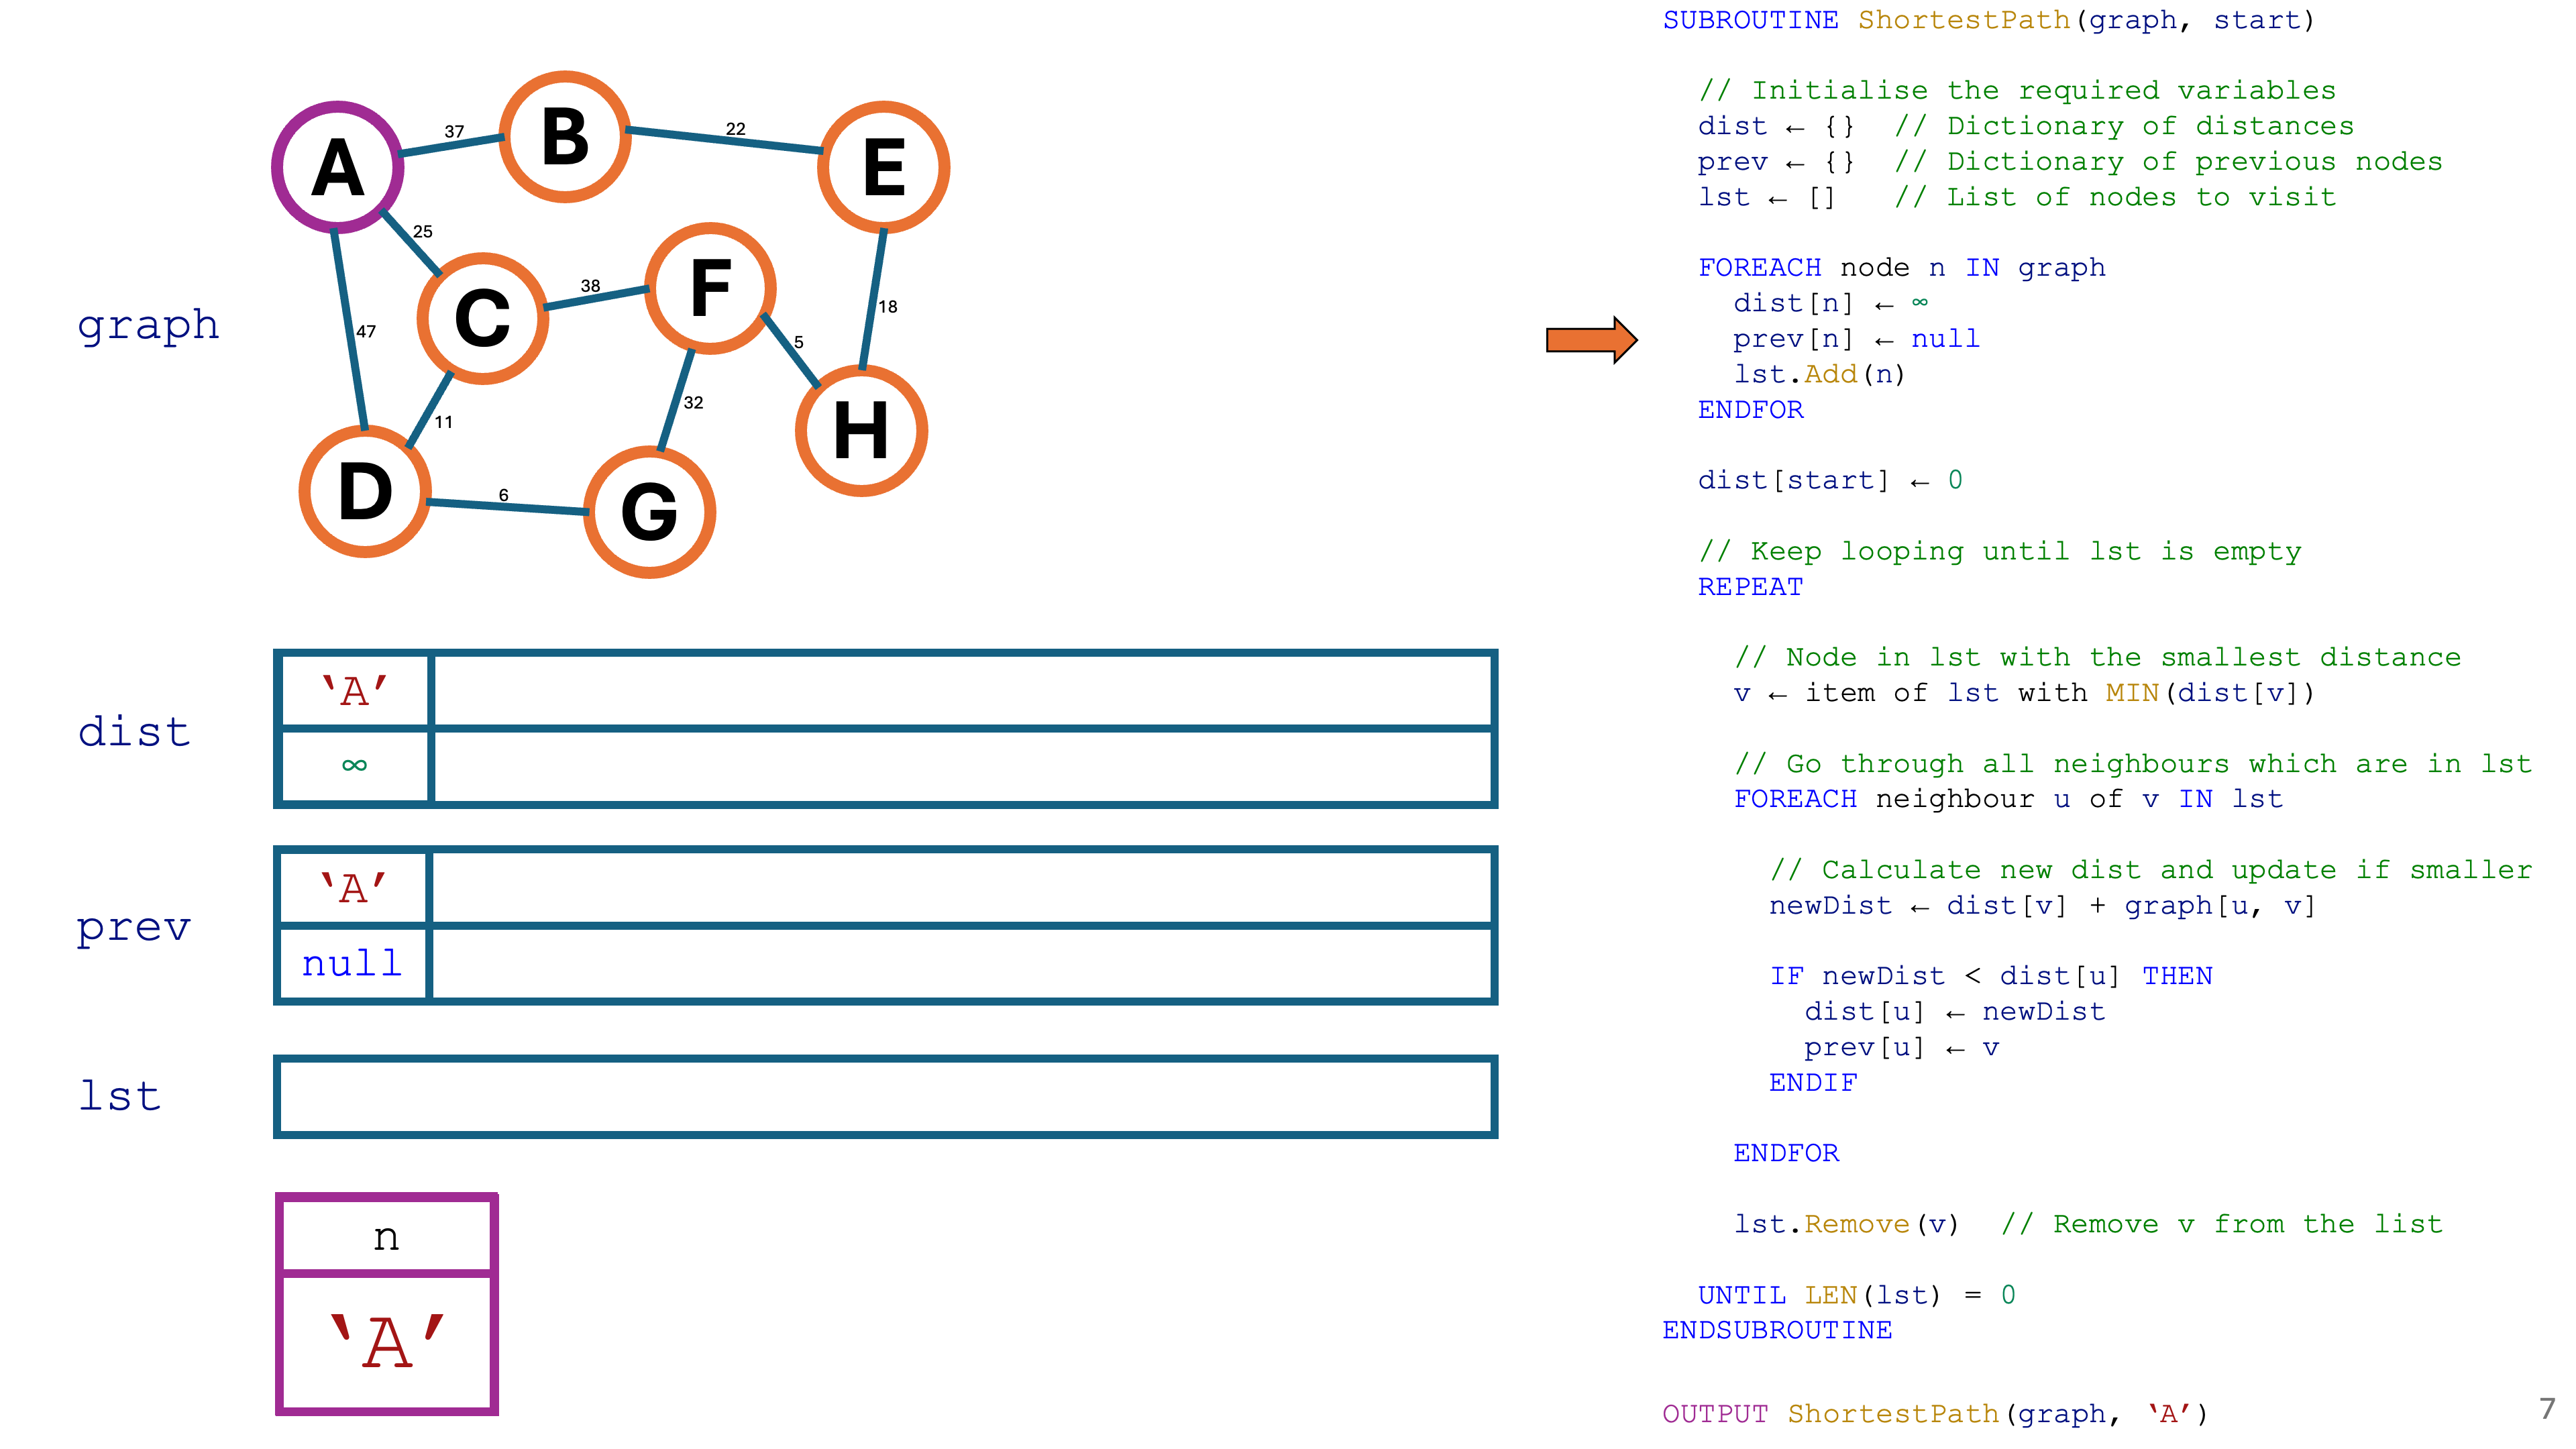 graph
A
B
E
C
F
D
G
H
37
22
25
38
47
5
18
11
32
6
dist
‘A’
∞
prev
‘A’
null
lst
n
‘A’
SUBROUTINE ShortestPath(graph, start)
// Initialise the required variables
dist ← {}  // Dictionary of distances
prev ← {}  // Dictionary of previous nodes
lst ← []   // List of nodes to visit
FOREACH node n IN graph
dist[n] ← ∞
prev[n] ← null
lst.Add(n)
ENDFOR
dist[start] ← 0
// Keep looping until lst is empty
REPEAT
// Node in lst with the smallest distance
v ← item of lst with MIN(dist[v])
// Go through all neighbours which are in lst
FOREACH neighbour u of v IN lst
// Calculate new dist and update if smaller
newDist ← dist[v] + graph[u, v]
IF newDist < dist[u] THEN
dist[u] ← newDist
prev[u] ← v
ENDIF
ENDFOR
lst.Remove(v)  // Remove v from the list
UNTIL LEN(lst) = 0
ENDSUBROUTINE
OUTPUT ShortestPath(graph, ‘A’)
7